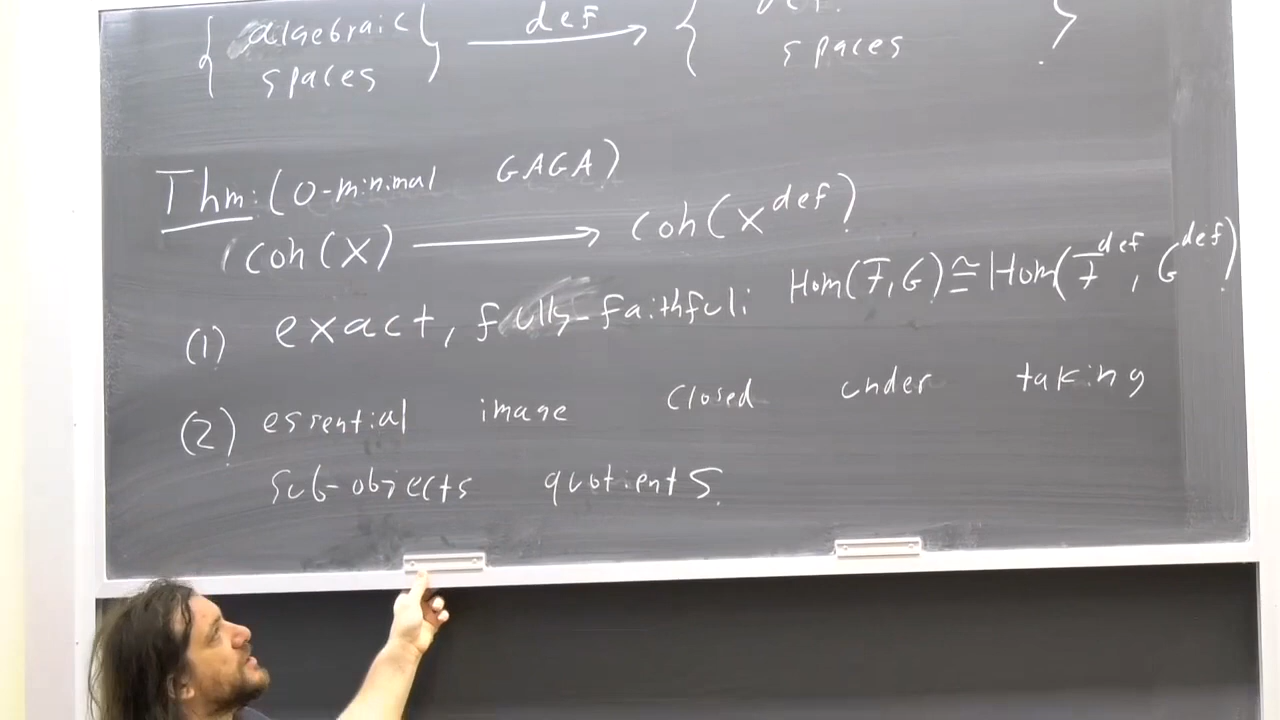 { algebraic spaces } def → { spaces }
Thm: (o-minimal GAGA)
Coh(X) → Coh(X^def)
(1) exact, fully-faithful: Hom(F,G) ≅ Hom(F^def, G^def)
(2) essential image closed under taking
sub-objects quotients.